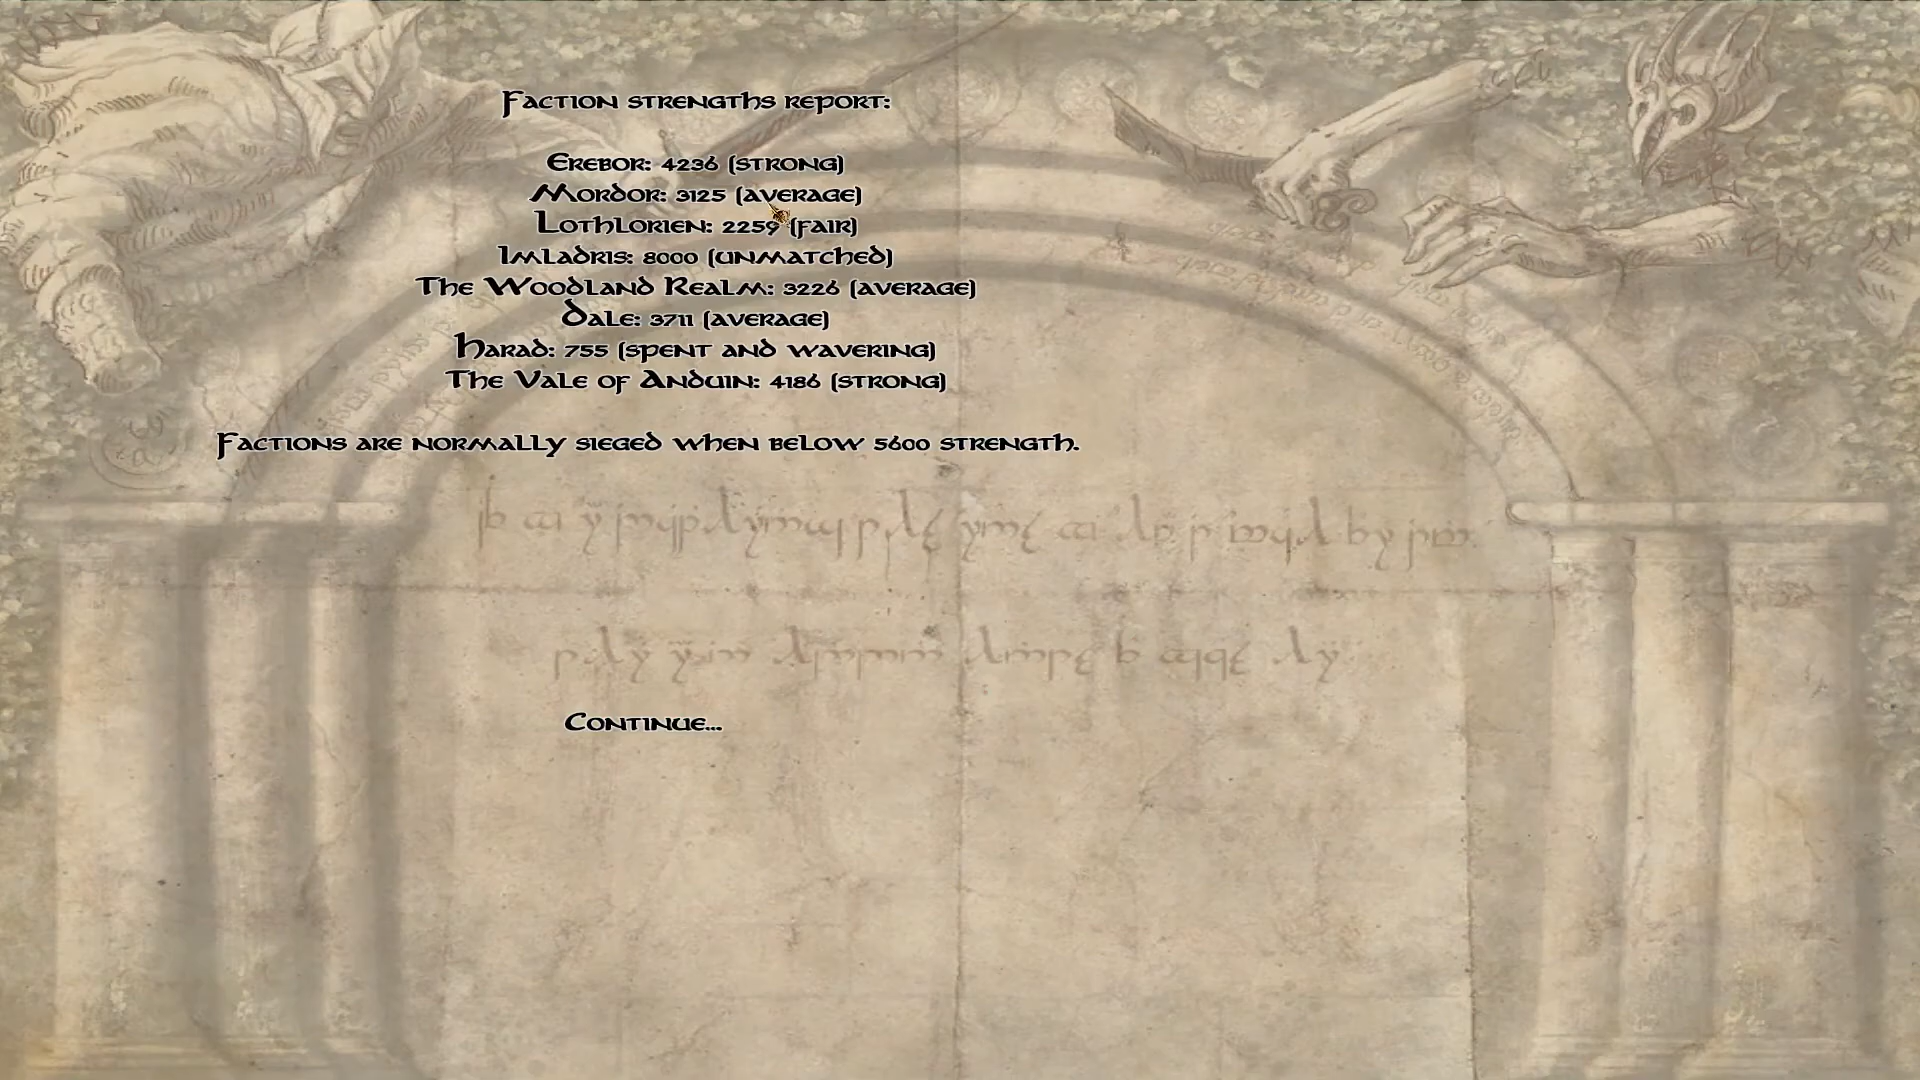 Faction strengths report:
Erebor: 4236 (strong)
Mordor: 3125 (average)
Lothlorien: 2259 (fair)
Imladris: 8000 (unmatched)
The Woodland Realm: 3226 (average)
Dale: 3711 (average)
Harad: 755 (spent and wavering)
The Vale of Anduin: 4186 (strong)
Factions are normally sieged when below 5600 strength.
Continue...